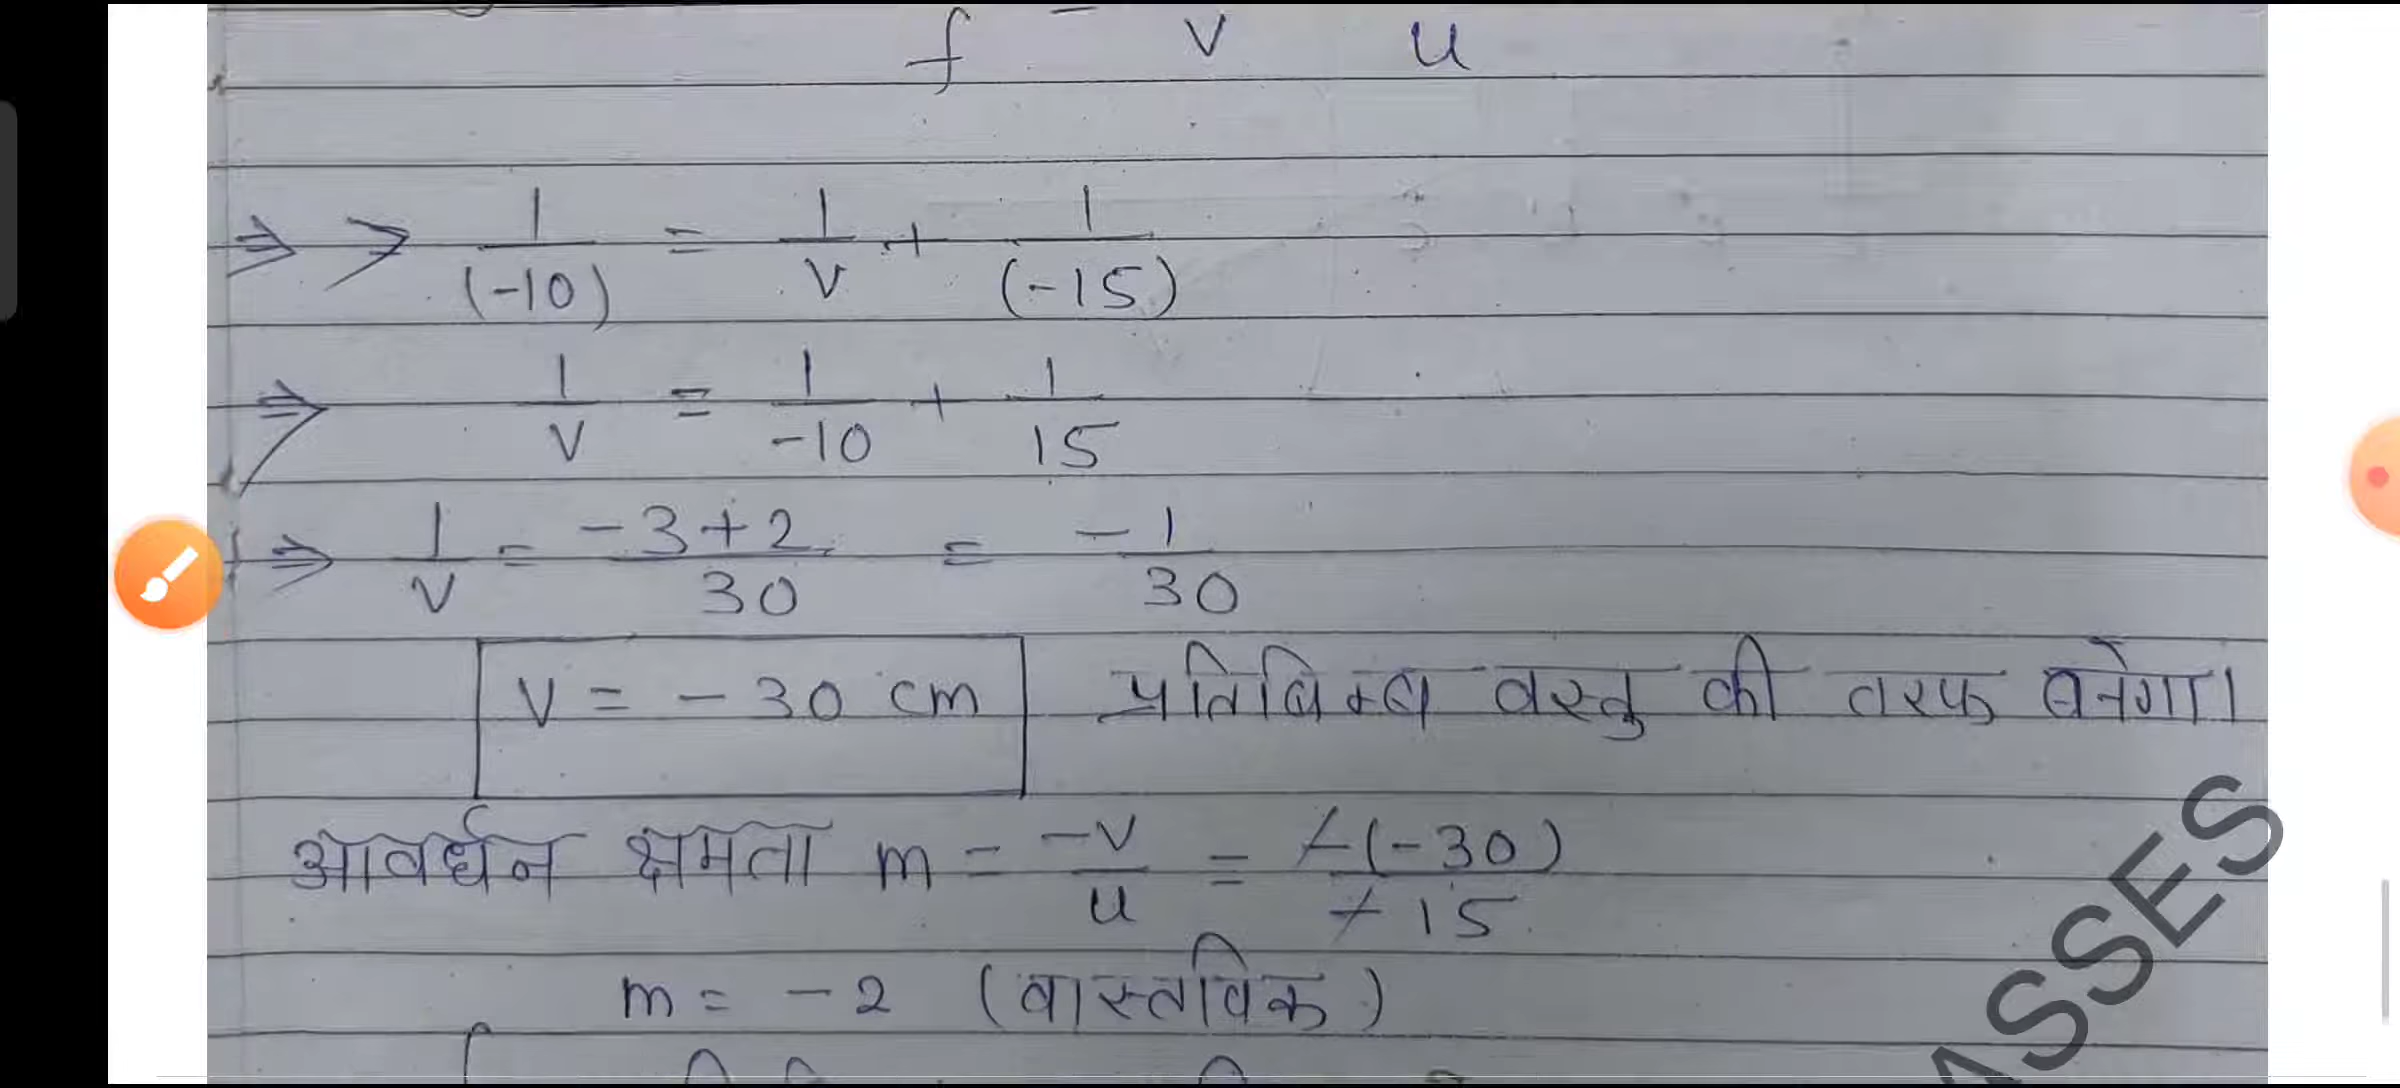 f = v u
⇒ > 1/(-10) = 1/v + 1/(-15)
⇒ 1/v = 1/-10 + 1/15
⇒ 1/v = -3+2/30 = -1/30
v = - 30 cm प्रतिबिम्ब वस्तु की तरफ बनेगा।
आवर्धन क्षमता m = -v/u = -(-30)/-15
m = - 2 (वास्तविक)
ASSES